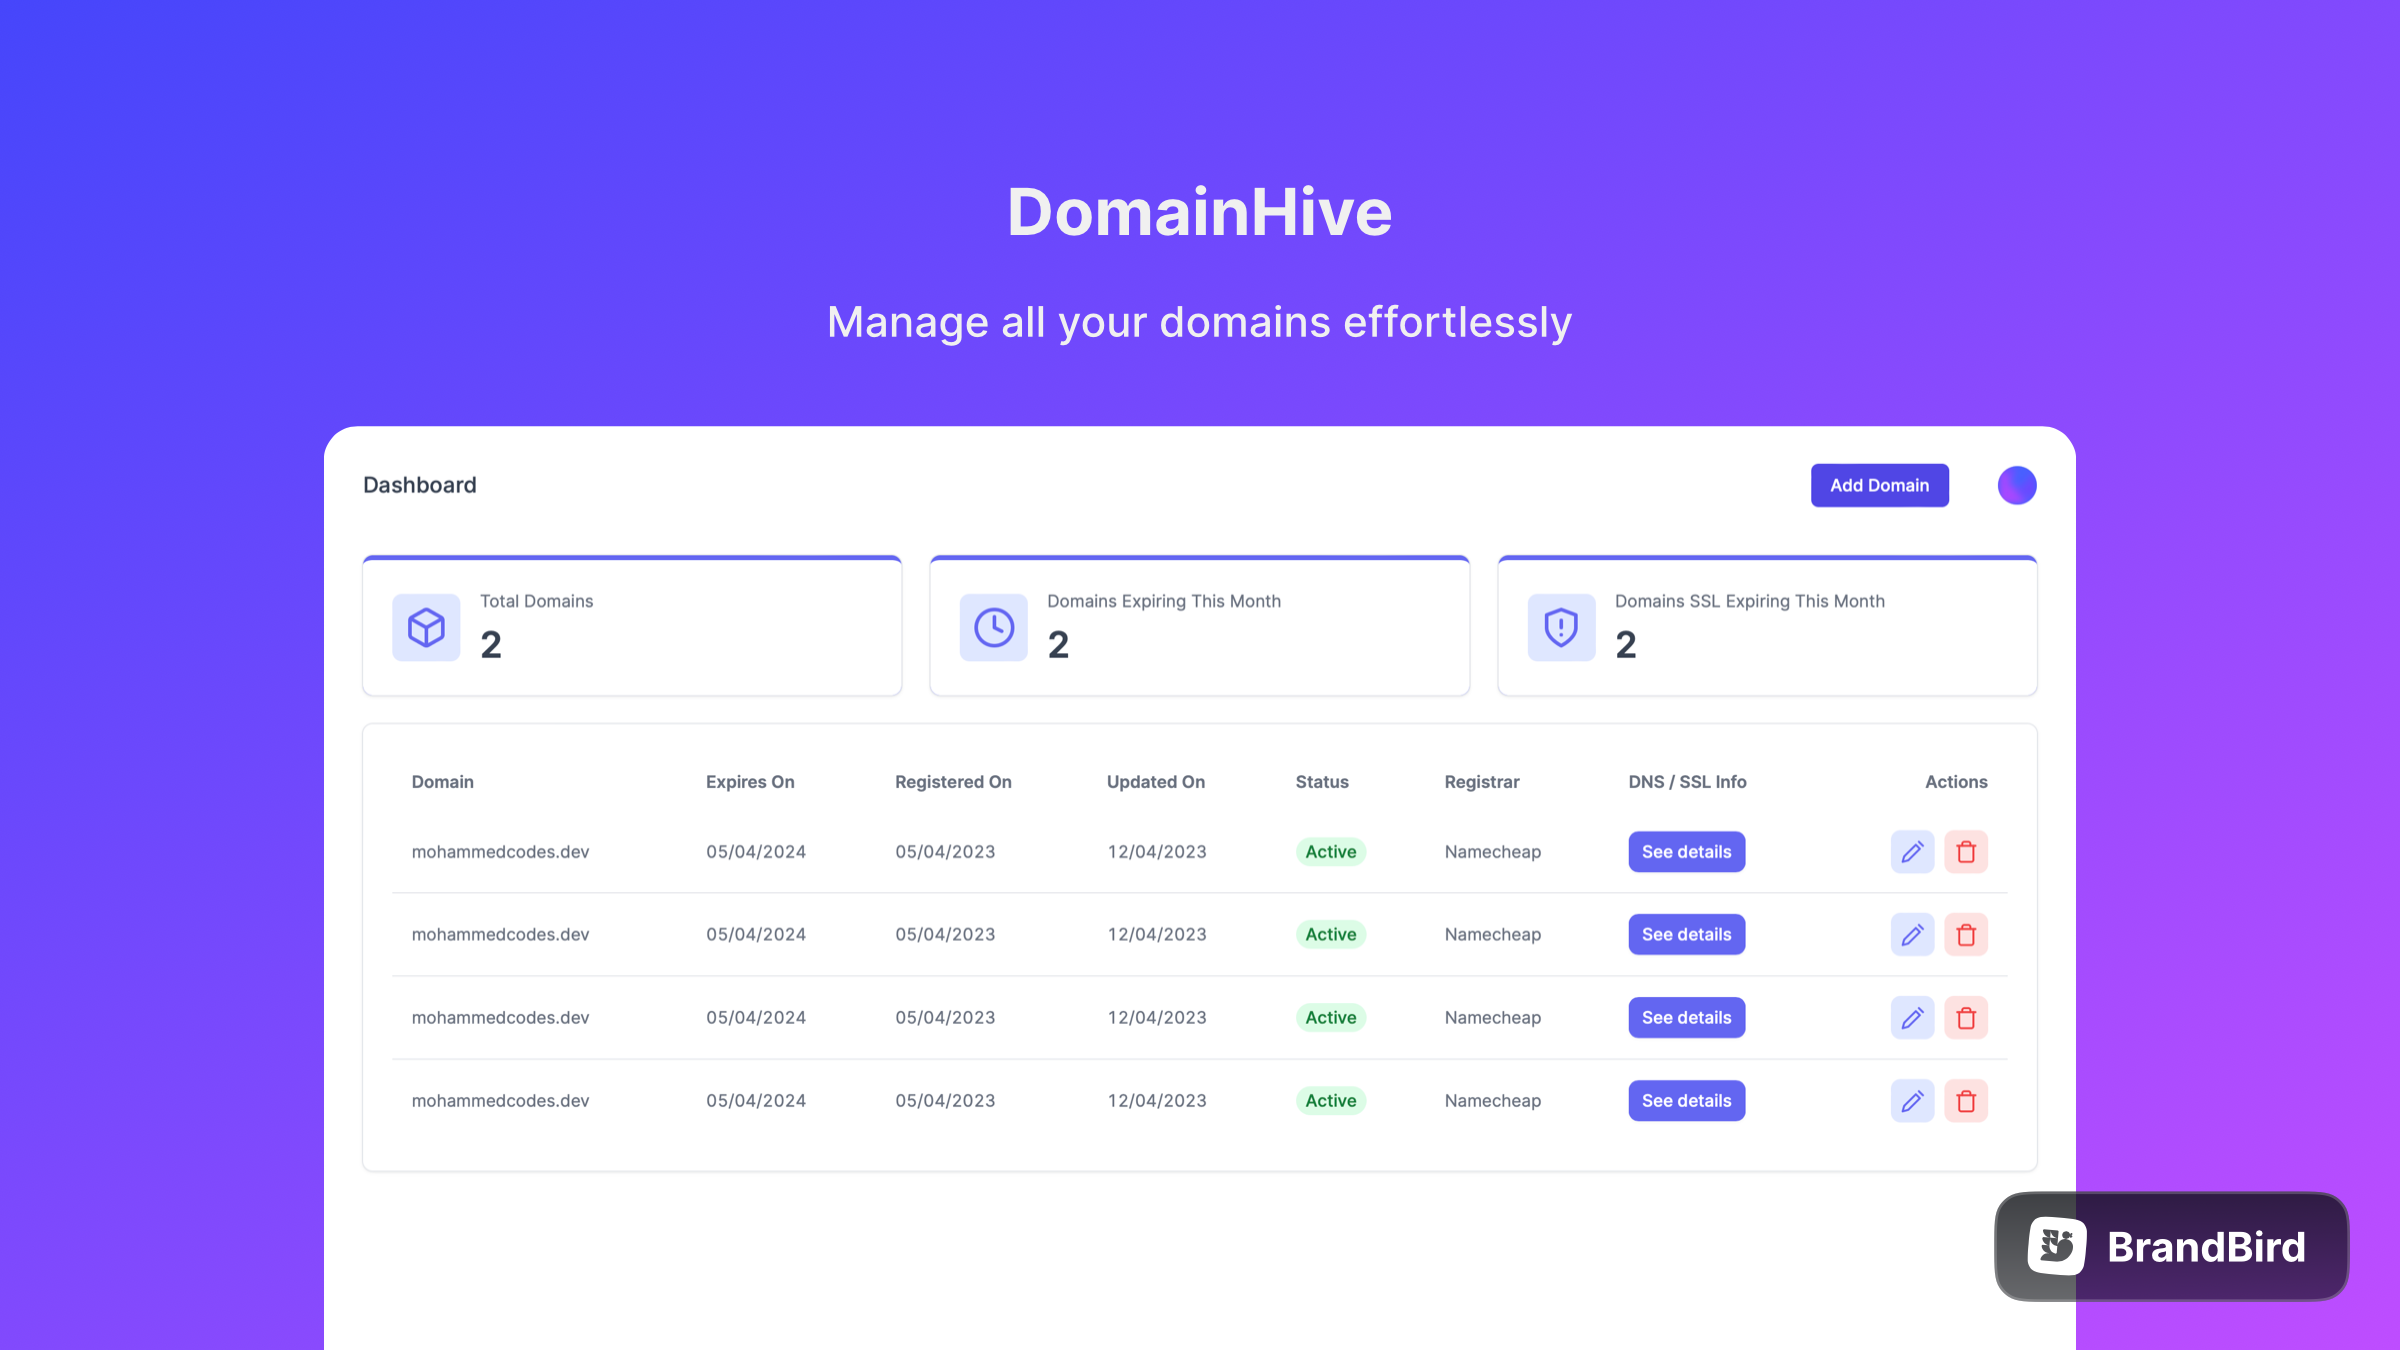 DomainHive
Manage all your domains effortlessly
Dashboard
Add Domain
Total Domains
2
Domains Expiring This Month
2
Domains SSL Expiring This Month
2
Domain Expires On Registered On Updated On Status Registrar DNS / SSL Info Actions
mohammedcodes.dev 05/04/2024 05/04/2023 12/04/2023 Active Namecheap See details
mohammedcodes.dev 05/04/2024 05/04/2023 12/04/2023 Active Namecheap See details
mohammedcodes.dev 05/04/2024 05/04/2023 12/04/2023 Active Namecheap See details
mohammedcodes.dev 05/04/2024 05/04/2023 12/04/2023 Active Namecheap See details
BrandBird